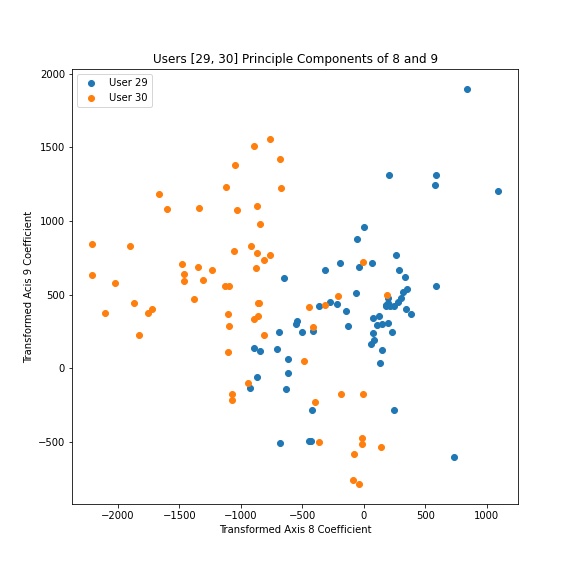 Users [29, 30] Principle Components of 8 and 9
User 29
User 30
2000
1500
1000
500
0
−500
Transformed Acis 9 Coefficient
−2000
−1500
−1000
−500
0
500
1000
Transformed Axis 8 Coefficient